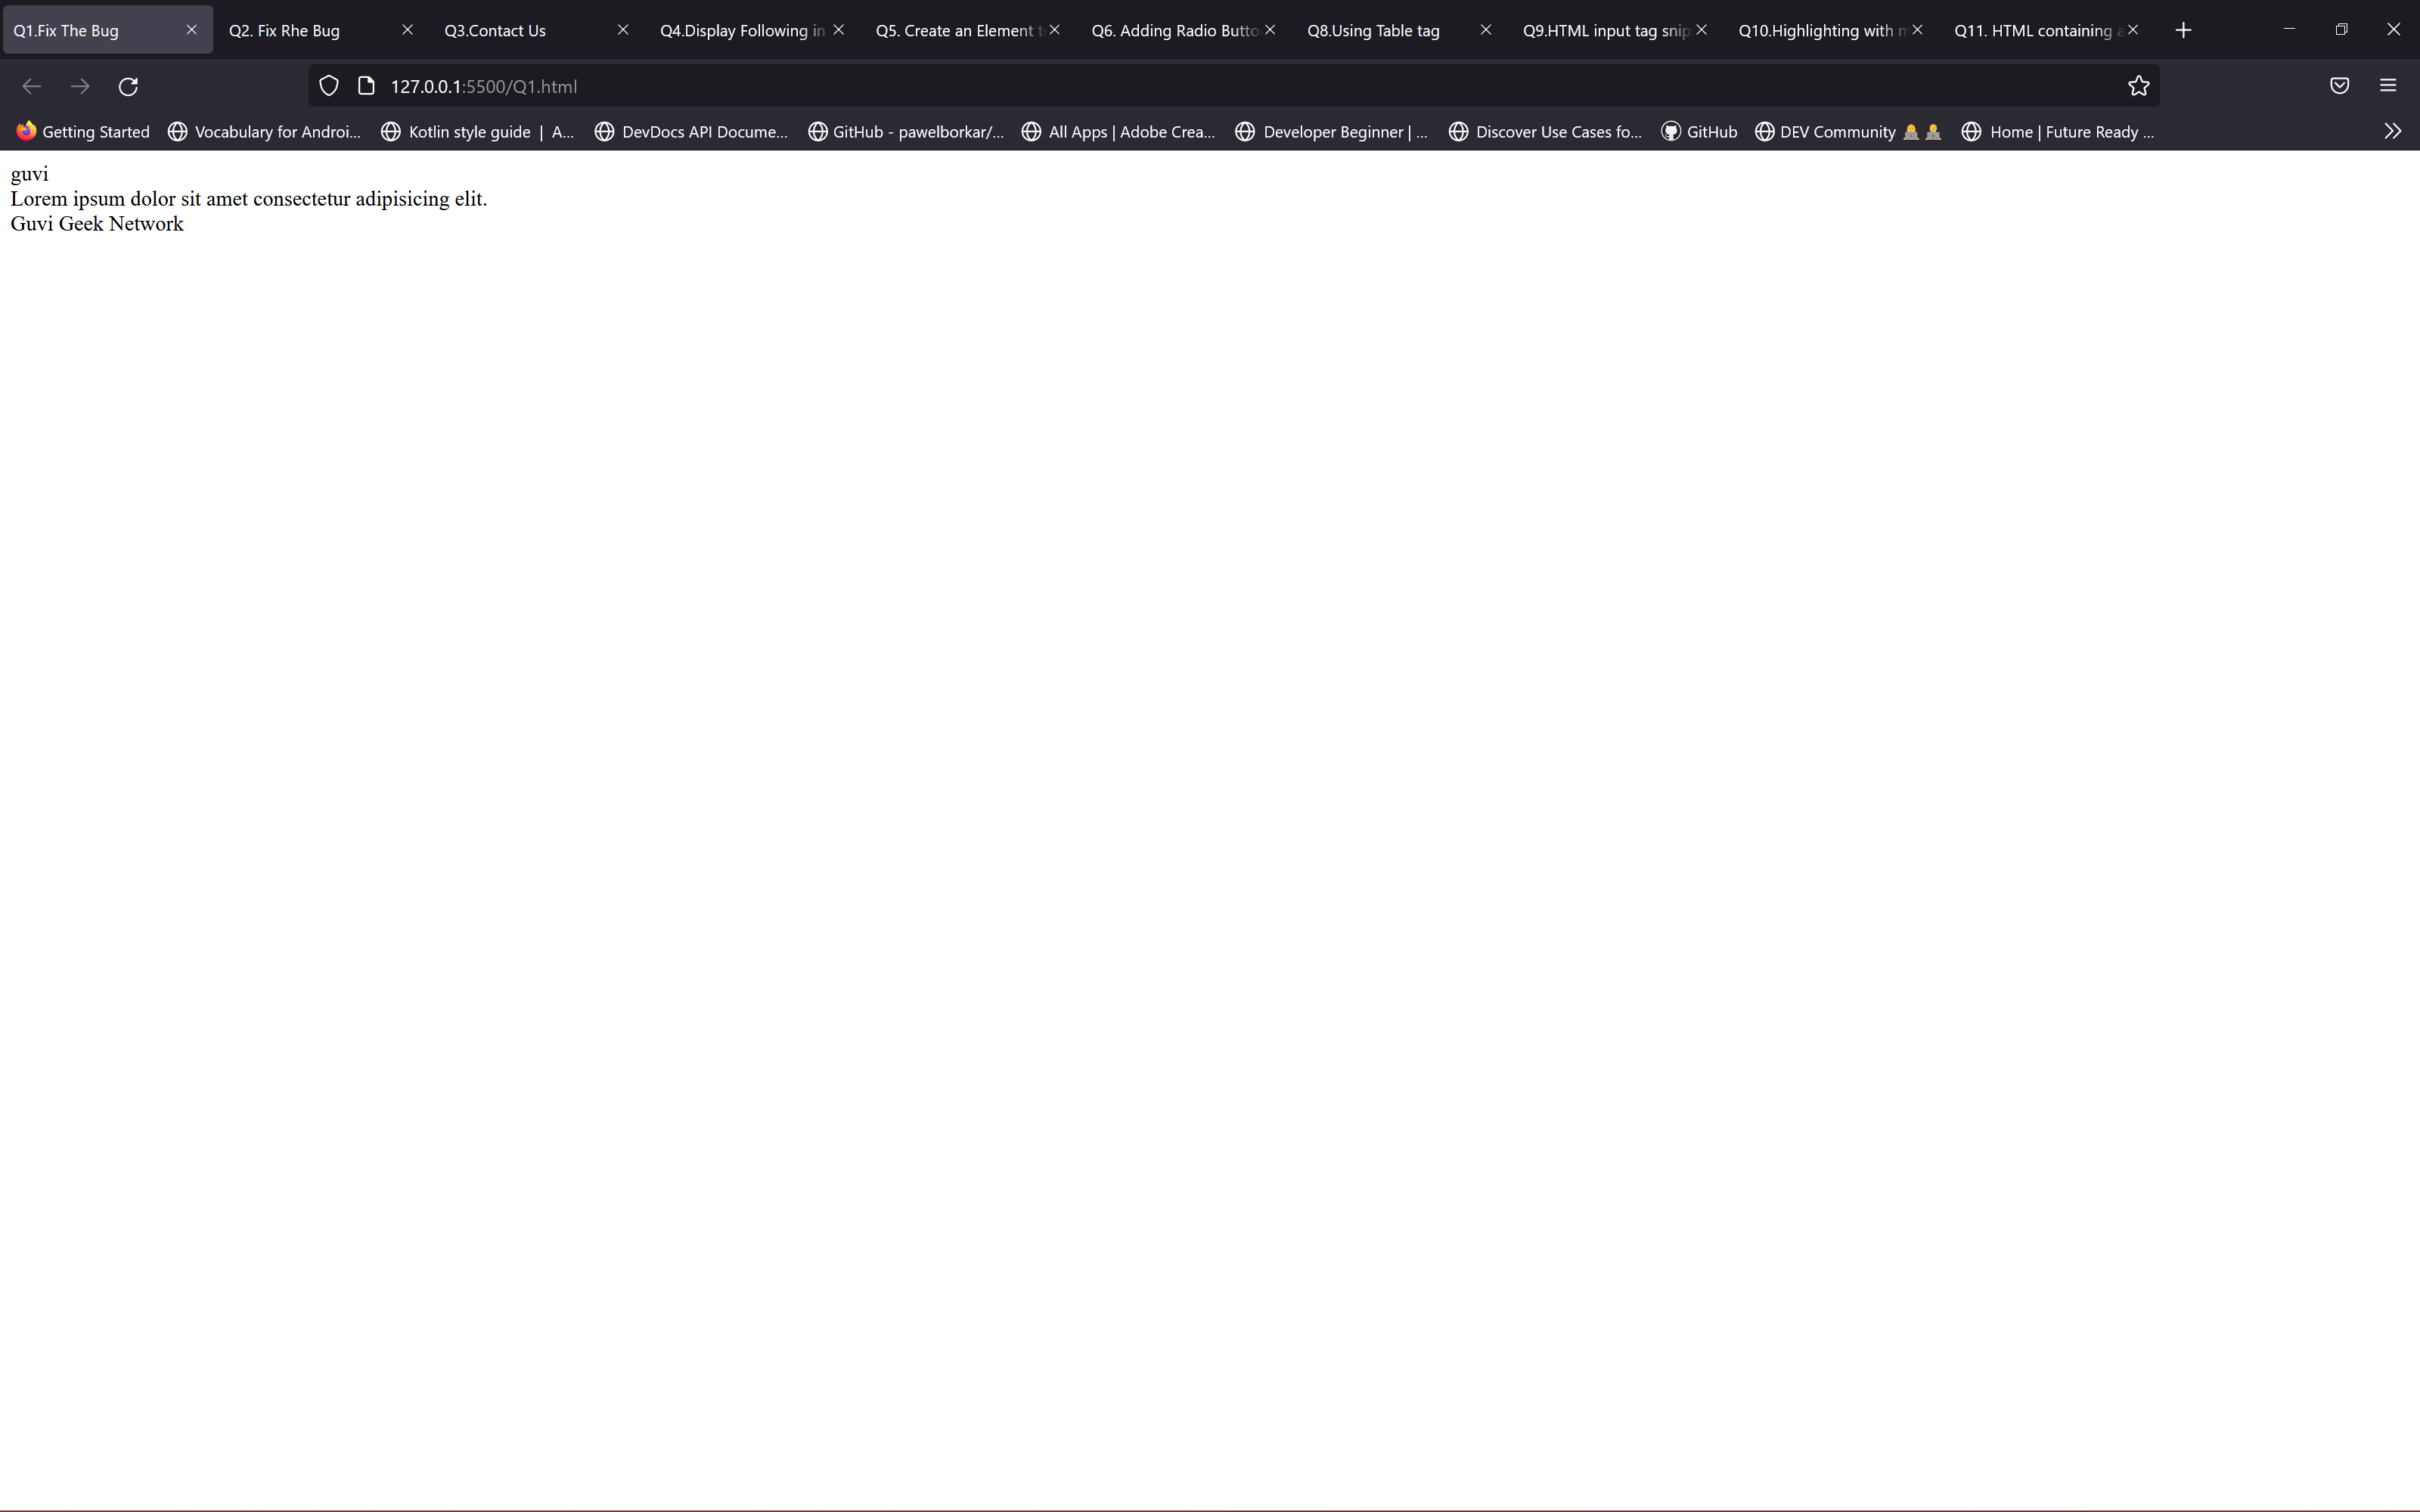 Q1.Fix The Bug Q2. Fix Rhe Bug Q3.Contact Us Q4.Display Following in Q5. Create an Element t Q6. Adding Radio Butto Q8.Using Table tag Q9.HTML input tag snip Q10.Highlighting with m Q11. HTML containing a
127.0.0.1:5500/Q1.html
Getting Started Vocabulary for Androi... Kotlin style guide | A... DevDocs API Docume... GitHub - pawelborkar/... All Apps | Adobe Crea... Developer Beginner | ... Discover Use Cases fo... GitHub DEV Community Home | Future Ready ...
guvi
Lorem ipsum dolor sit amet consectetur adipisicing elit.
Guvi Geek Network